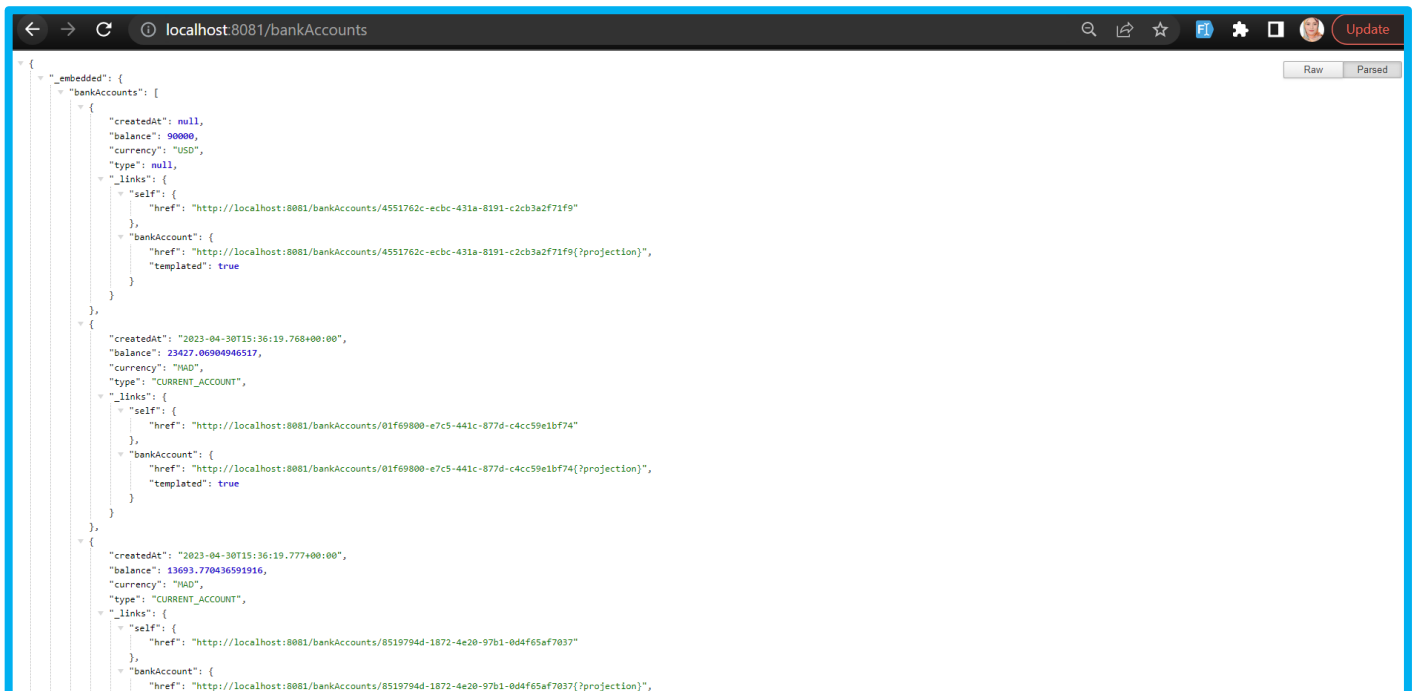 localhost:8081/bankAccounts
Update
Raw Parsed
{
"_embedded": {
"bankAccounts": [
{
"createdAt": null,
"balance": 90000,
"currency": "USD",
"type": null,
"_links": {
"self": {
"href": "http://localhost:8081/bankAccounts/4551762c-ecbc-431a-8191-c2cb3a2f71f9"
},
"bankAccount": {
"href": "http://localhost:8081/bankAccounts/4551762c-ecbc-431a-8191-c2cb3a2f71f9{?projection}",
"templated": true
}
}
},
{
"createdAt": "2023-04-30T15:36:19.768+00:00",
"balance": 23427.06904946517,
"currency": "MAD",
"type": "CURRENT_ACCOUNT",
"_links": {
"self": {
"href": "http://localhost:8081/bankAccounts/01f69800-e7c5-441c-877d-c4cc59e1bf74"
},
"bankAccount": {
"href": "http://localhost:8081/bankAccounts/01f69800-e7c5-441c-877d-c4cc59e1bf74{?projection}",
"templated": true
}
}
},
{
"createdAt": "2023-04-30T15:36:19.777+00:00",
"balance": 13693.770436591916,
"currency": "MAD",
"type": "CURRENT_ACCOUNT",
"_links": {
"self": {
"href": "http://localhost:8081/bankAccounts/8519794d-1872-4e20-97b1-0d4f65af7037"
},
"bankAccount": {
"href": "http://localhost:8081/bankAccounts/8519794d-1872-4e20-97b1-0d4f65af7037{?projection}",